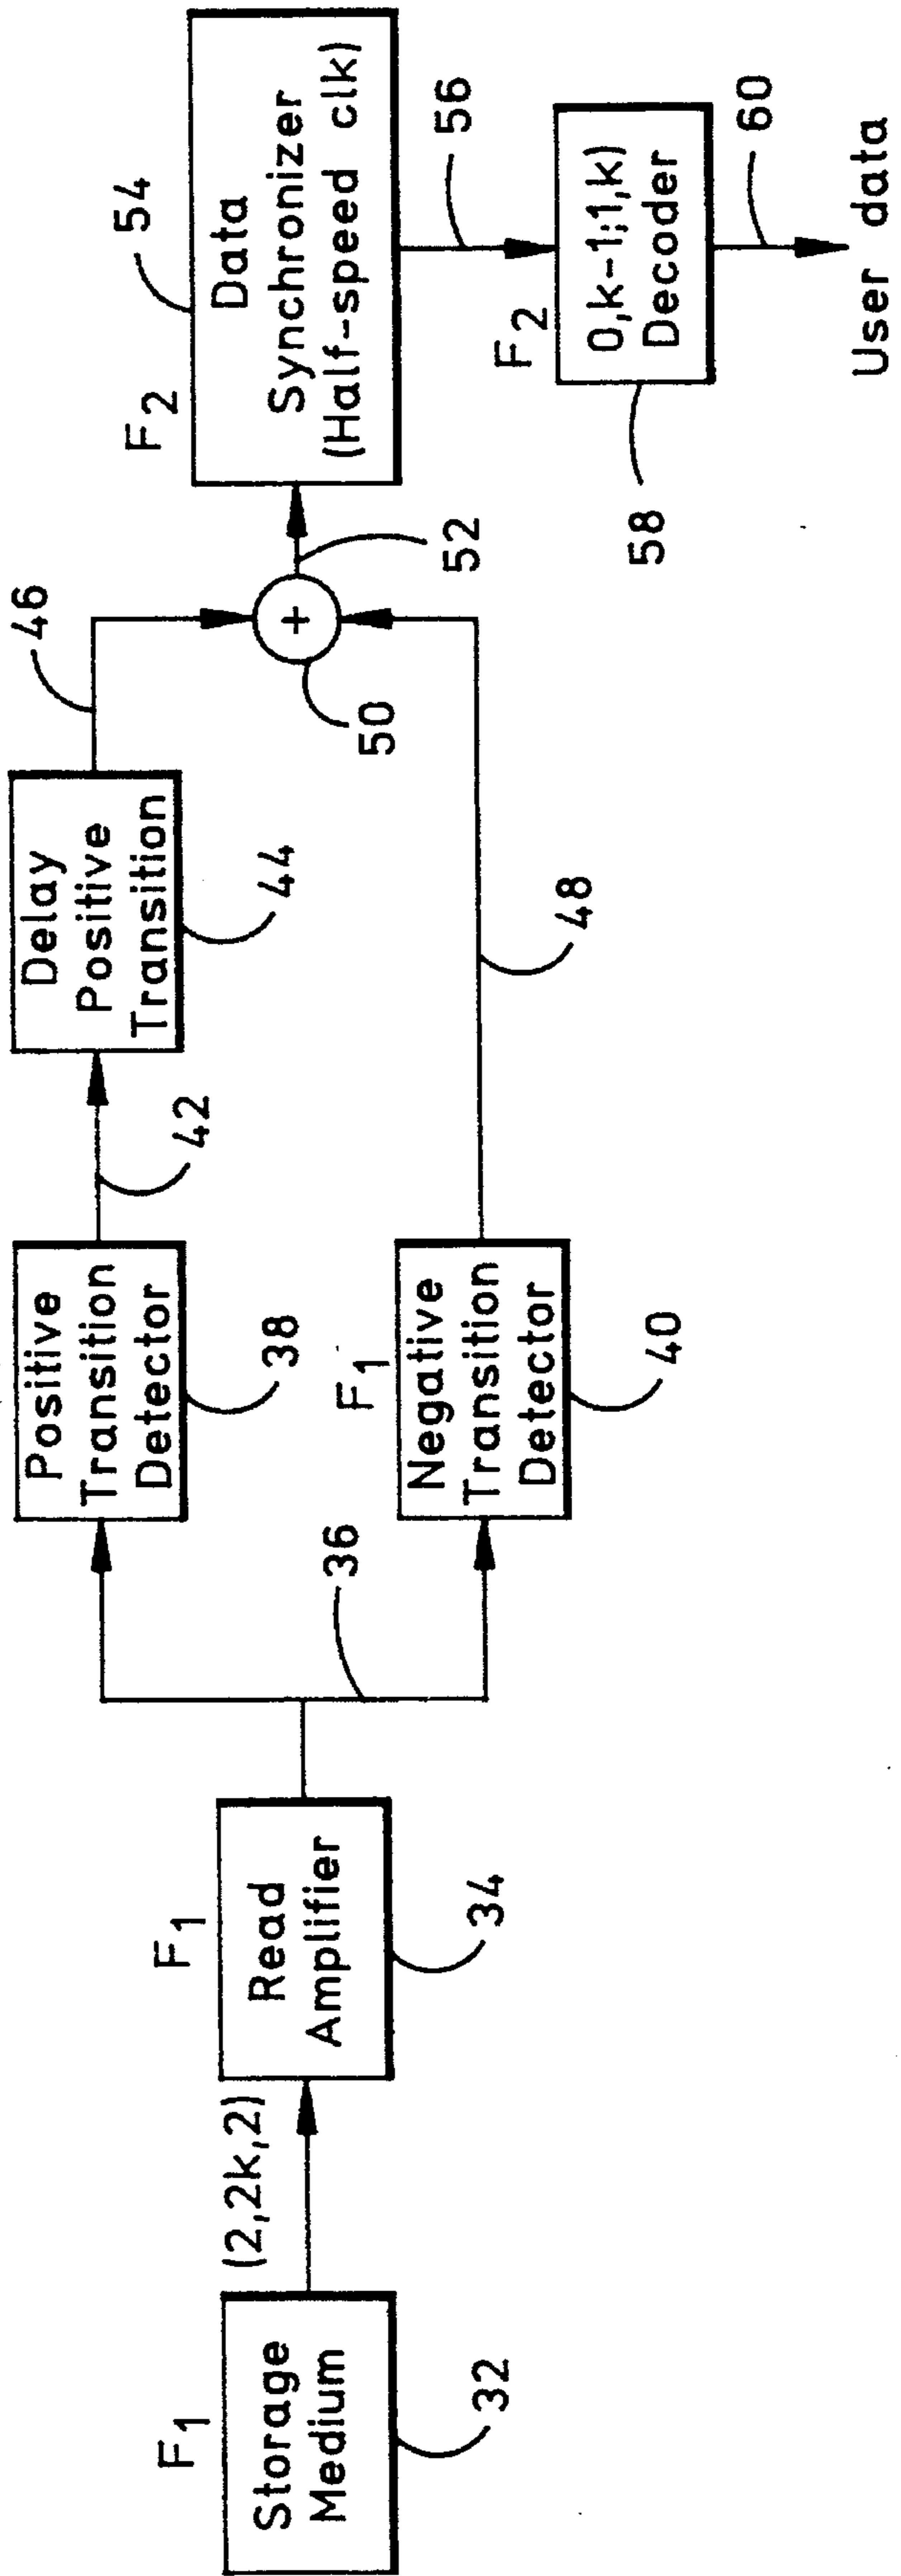 F1
Storage
Medium
32
(2,2k,2)
F1
Read
Amplifier
34
36
Positive
Transition
Detector
38
F1
Negative
Transition
Detector
40
42
Delay
Positive
Transition
44
46
48
50
+
52
F2
Data
Synchronizer
(Half-speed clk)
54
56
F2
0,k-1;1,k)
Decoder
58
60
User data